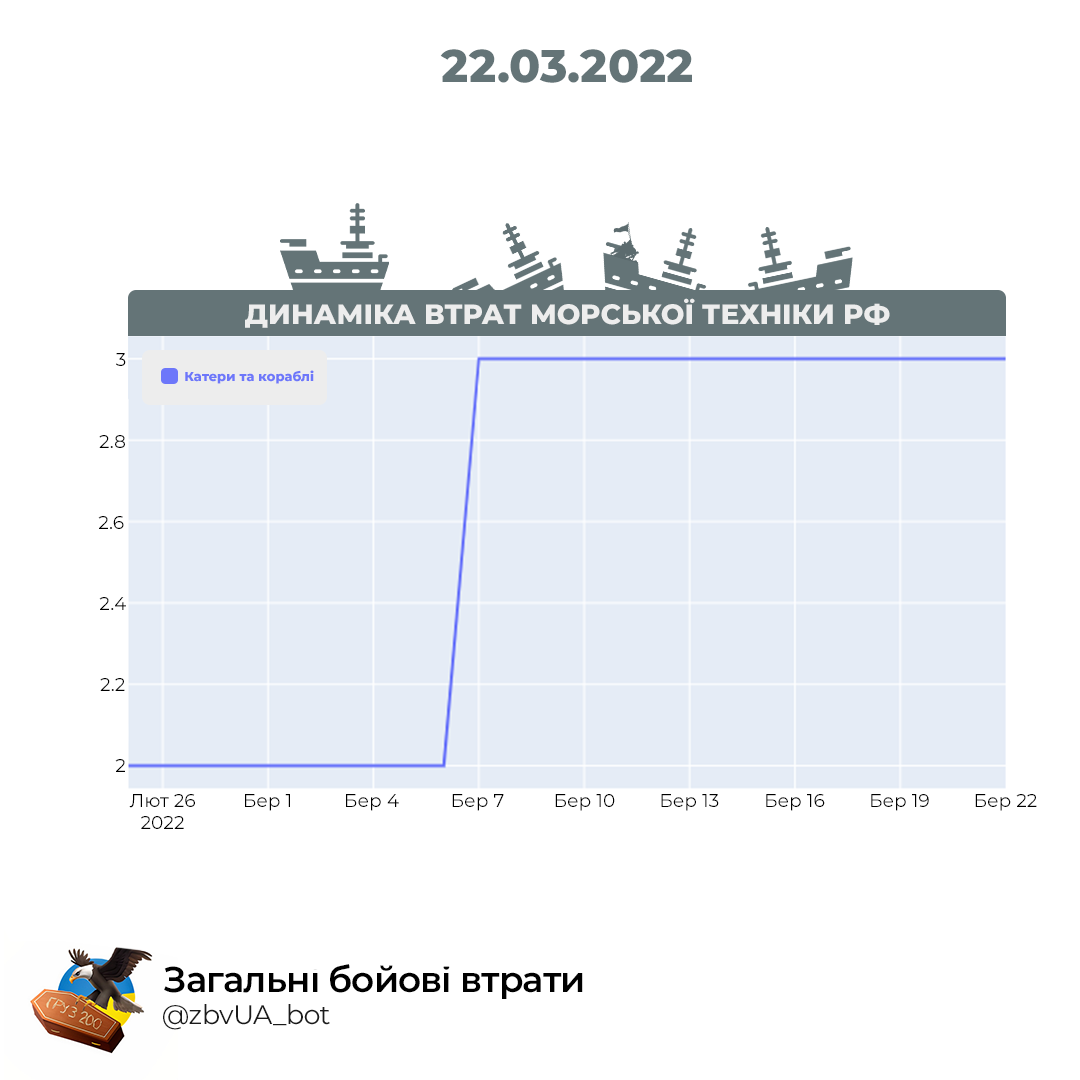 22.03.2022
ДИНАМІКА ВТРАТ МОРСЬКОЇ ТЕХНІКИ РФ
Катери та кораблі
3
2.8
2.6
2.4
2.2
2
Лют 26 Бер 1 Бер 4 Бер 7 Бер 10 Бер 13 Бер 16 Бер 19 Бер 22
2022
Загальні бойові втрати
@zbvUA_bot
ГРУЗ 200